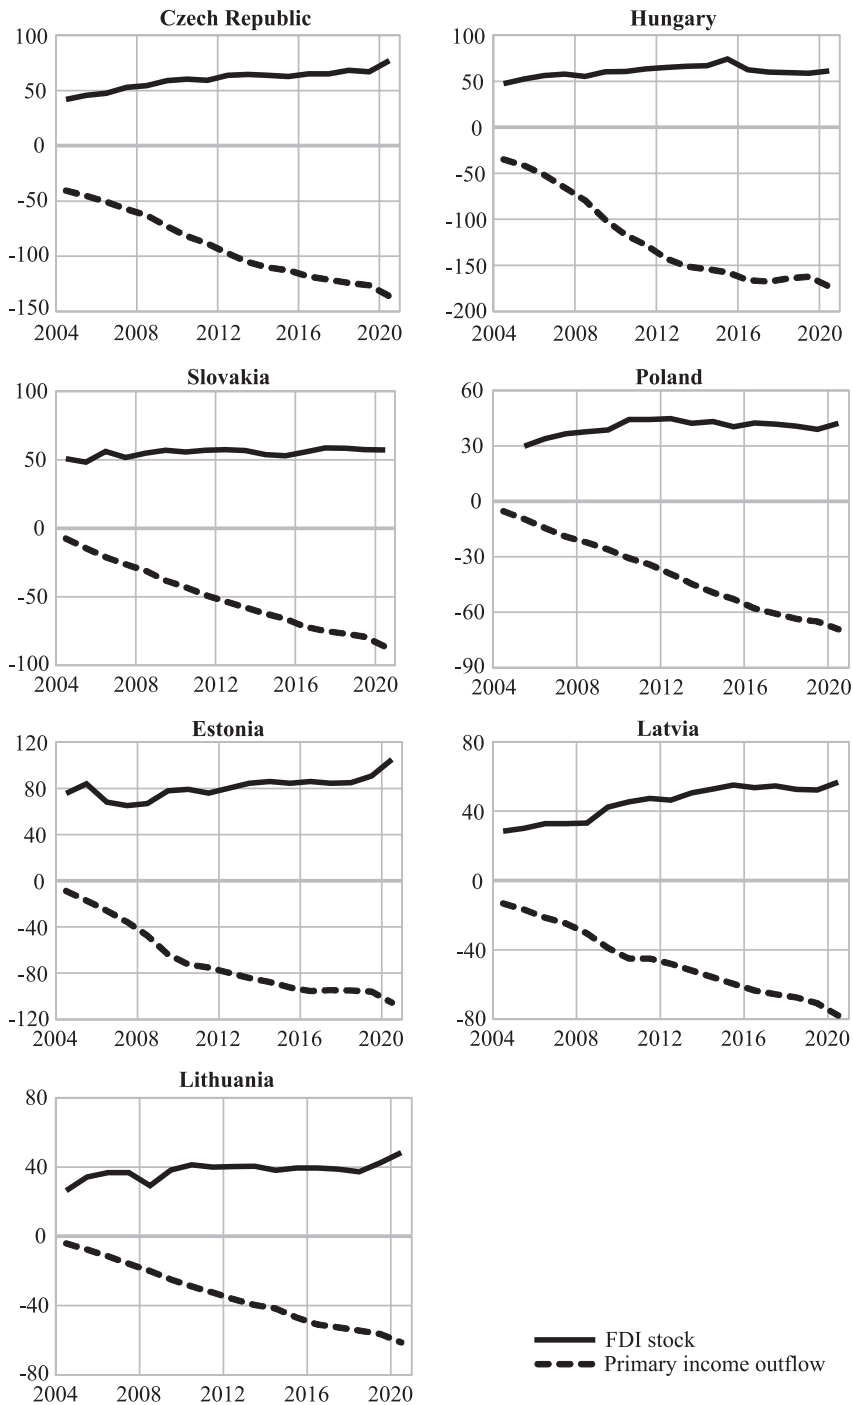 Czech Republic
100
50
0
-50
-100
-150
2004 2008 2012 2016 2020
Hungary
100
50
0
-50
-100
-150
-200
2004 2008 2012 2016 2020
Slovakia
100
50
0
-50
-100
2004 2008 2012 2016 2020
Poland
60
30
0
-30
-60
-90
2004 2008 2012 2016 2020
Estonia
120
80
40
0
-40
-80
-120
2004 2008 2012 2016 2020
Latvia
80
40
0
-40
-80
2004 2008 2012 2016 2020
Lithuania
80
40
0
-40
-80
2004 2008 2012 2016 2020
FDI stock
Primary income outflow